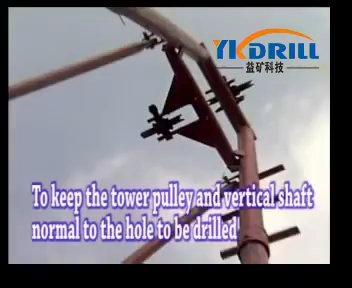 YKDRILL
益矿科技
To keep the tower pulley and vertical shaft
normal to the hole to be drilled